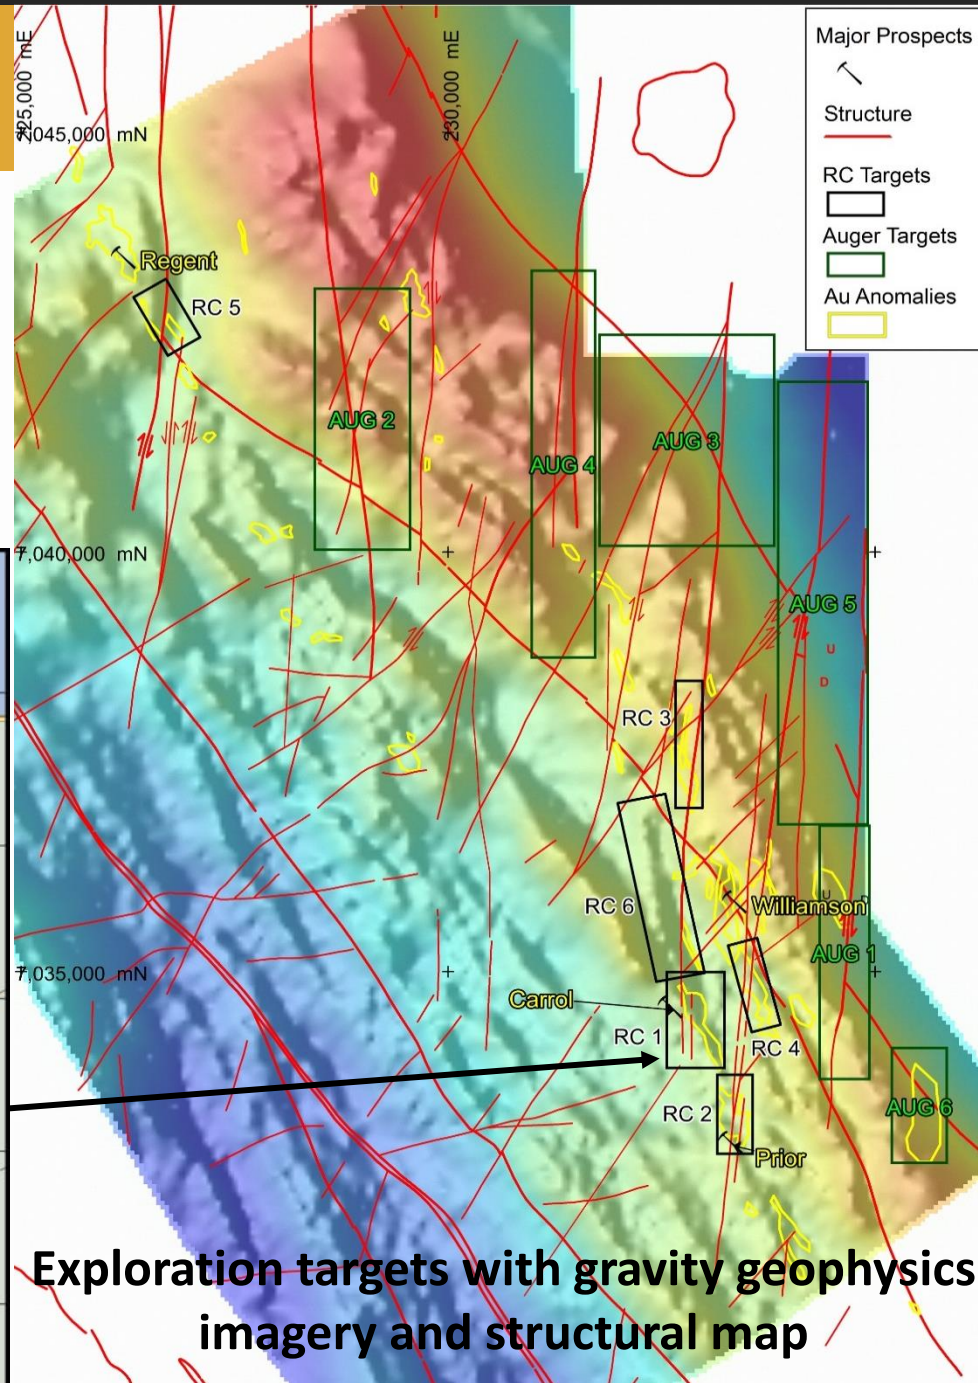 225,000 mE
230,000 mE
7,045,000 mN
Major Prospects
Structure
RC Targets
Auger Targets
Au Anomalies
Regent
RC 5
AUG 2
AUG 4
AUG 3
7,040,000 mN
AUG 5
U
D
RC 3
RC 6
Williamson
AUG 1
7,035,000 mN
Carrol
RC 1
RC 4
RC 2
AUG 6
Prior
Exploration targets with gravity geophysics
imagery and structural map